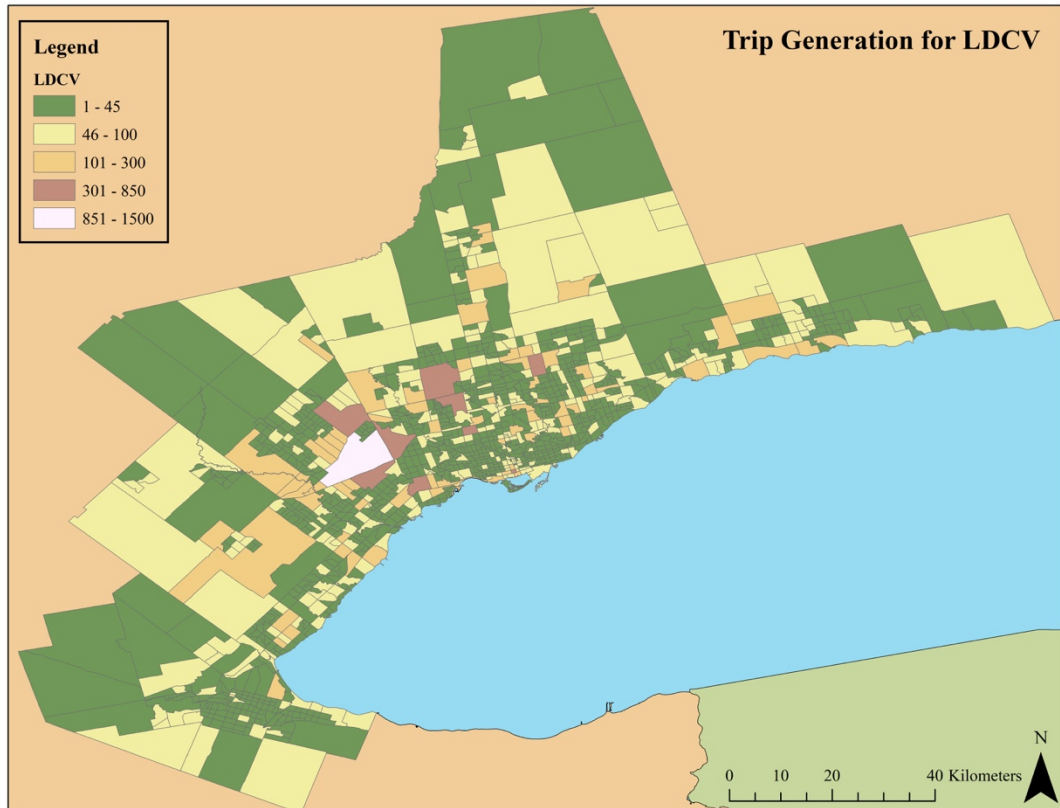 Trip Generation for LDCV
Legend
LDCV
1 - 45
46 - 100
101 - 300
301 - 850
851 - 1500
N
0 10 20 40 Kilometers